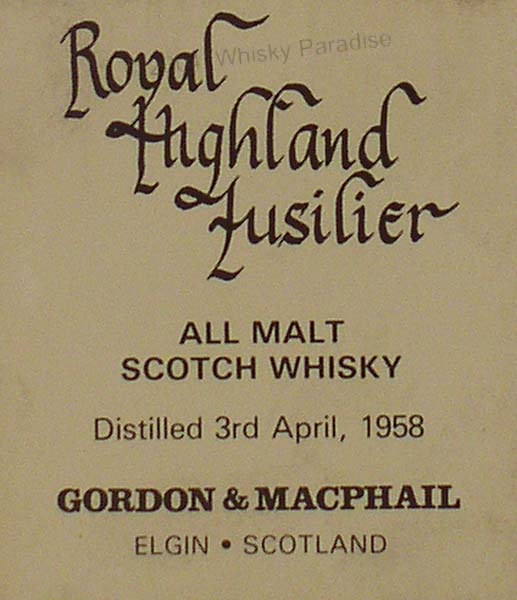 Whisky Paradise
Royal
Highland
Fusilier
ALL MALT
SCOTCH WHISKY
Distilled 3rd April, 1958
GORDON & MACPHAIL
ELGIN • SCOTLAND